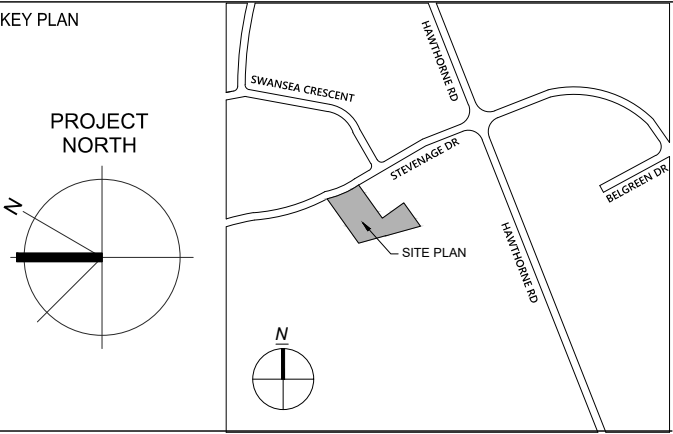 KEY PLAN
PROJECT
NORTH
N
SWANSEA CRESCENT
HAWTHORNE RD
STEVENAGE DR
BELGREEN DR
SITE PLAN
HAWTHORNE RD
N